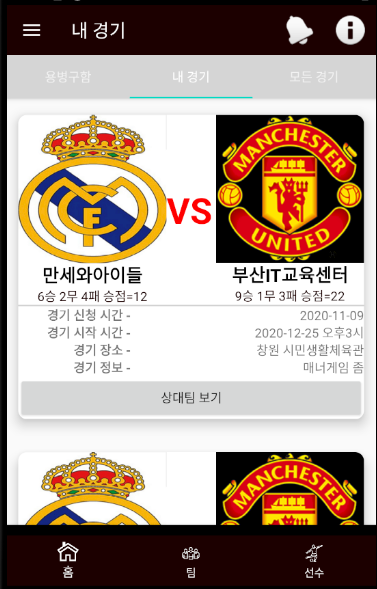 내 경기
용병구함 내 경기 모든 경기
MANCHESTER
UNITED
VS
만세와아이들 부산IT교육센터
6승 2무 4패 승점=12 9승 1무 3패 승점=22
경기 신청 시간 - 2020-11-09
경기 시작 시간 - 2020-12-25 오후3시
경기 장소 - 창원 시민생활체육관
경기 정보 - 매너게임 좀
상대팀 보기
MANCHESTER
홈 팀 선수